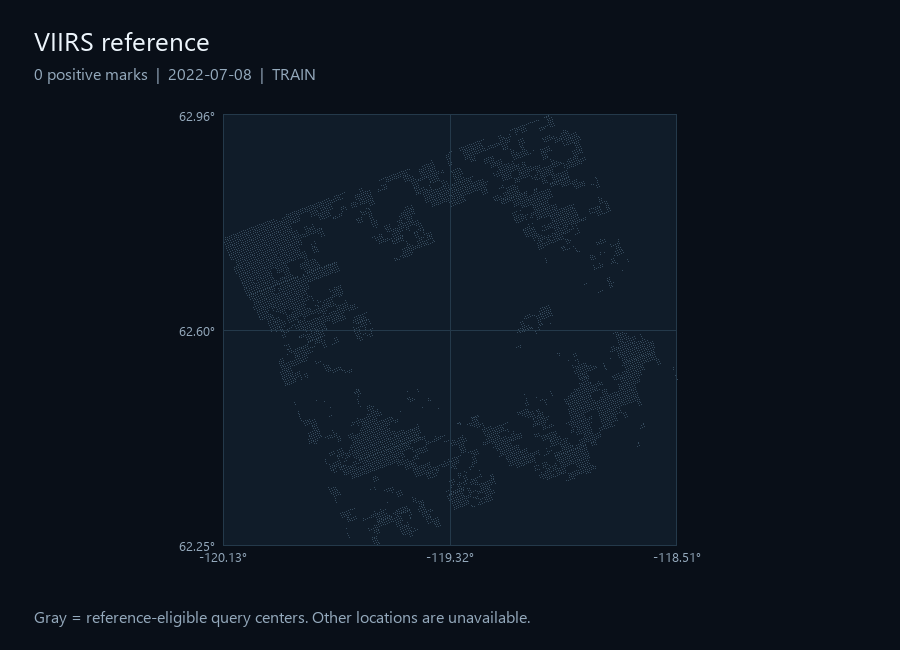 VIIRS reference
0 positive marks | 2022-07-08 | TRAIN
62.96°
62.60°
62.25°
-120.13°
-119.32°
-118.51°
Gray = reference-eligible query centers. Other locations are unavailable.